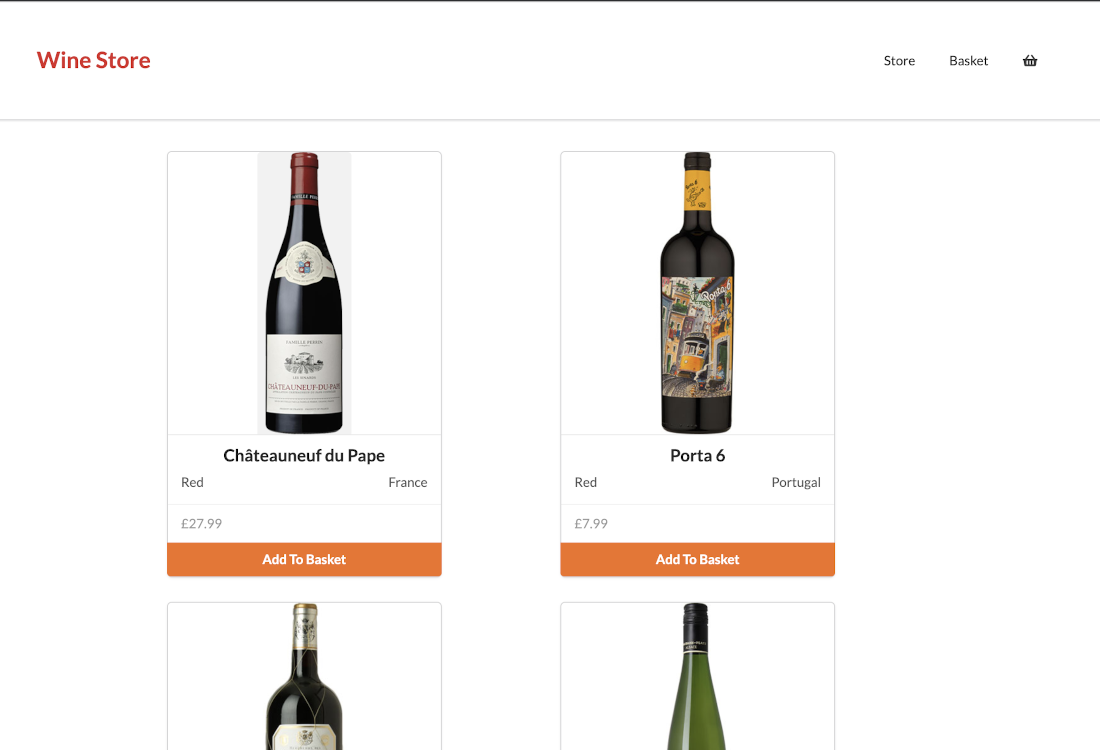 Wine Store
Store
Basket
FAMILLE PERRIN
LES SINARDS
CHÂTEAUNEUF-DU-PAPE
Porta 6
Châteauneuf du Pape
Red
France
£27.99
Add To Basket
Porta 6
Red
Portugal
£7.99
Add To Basket